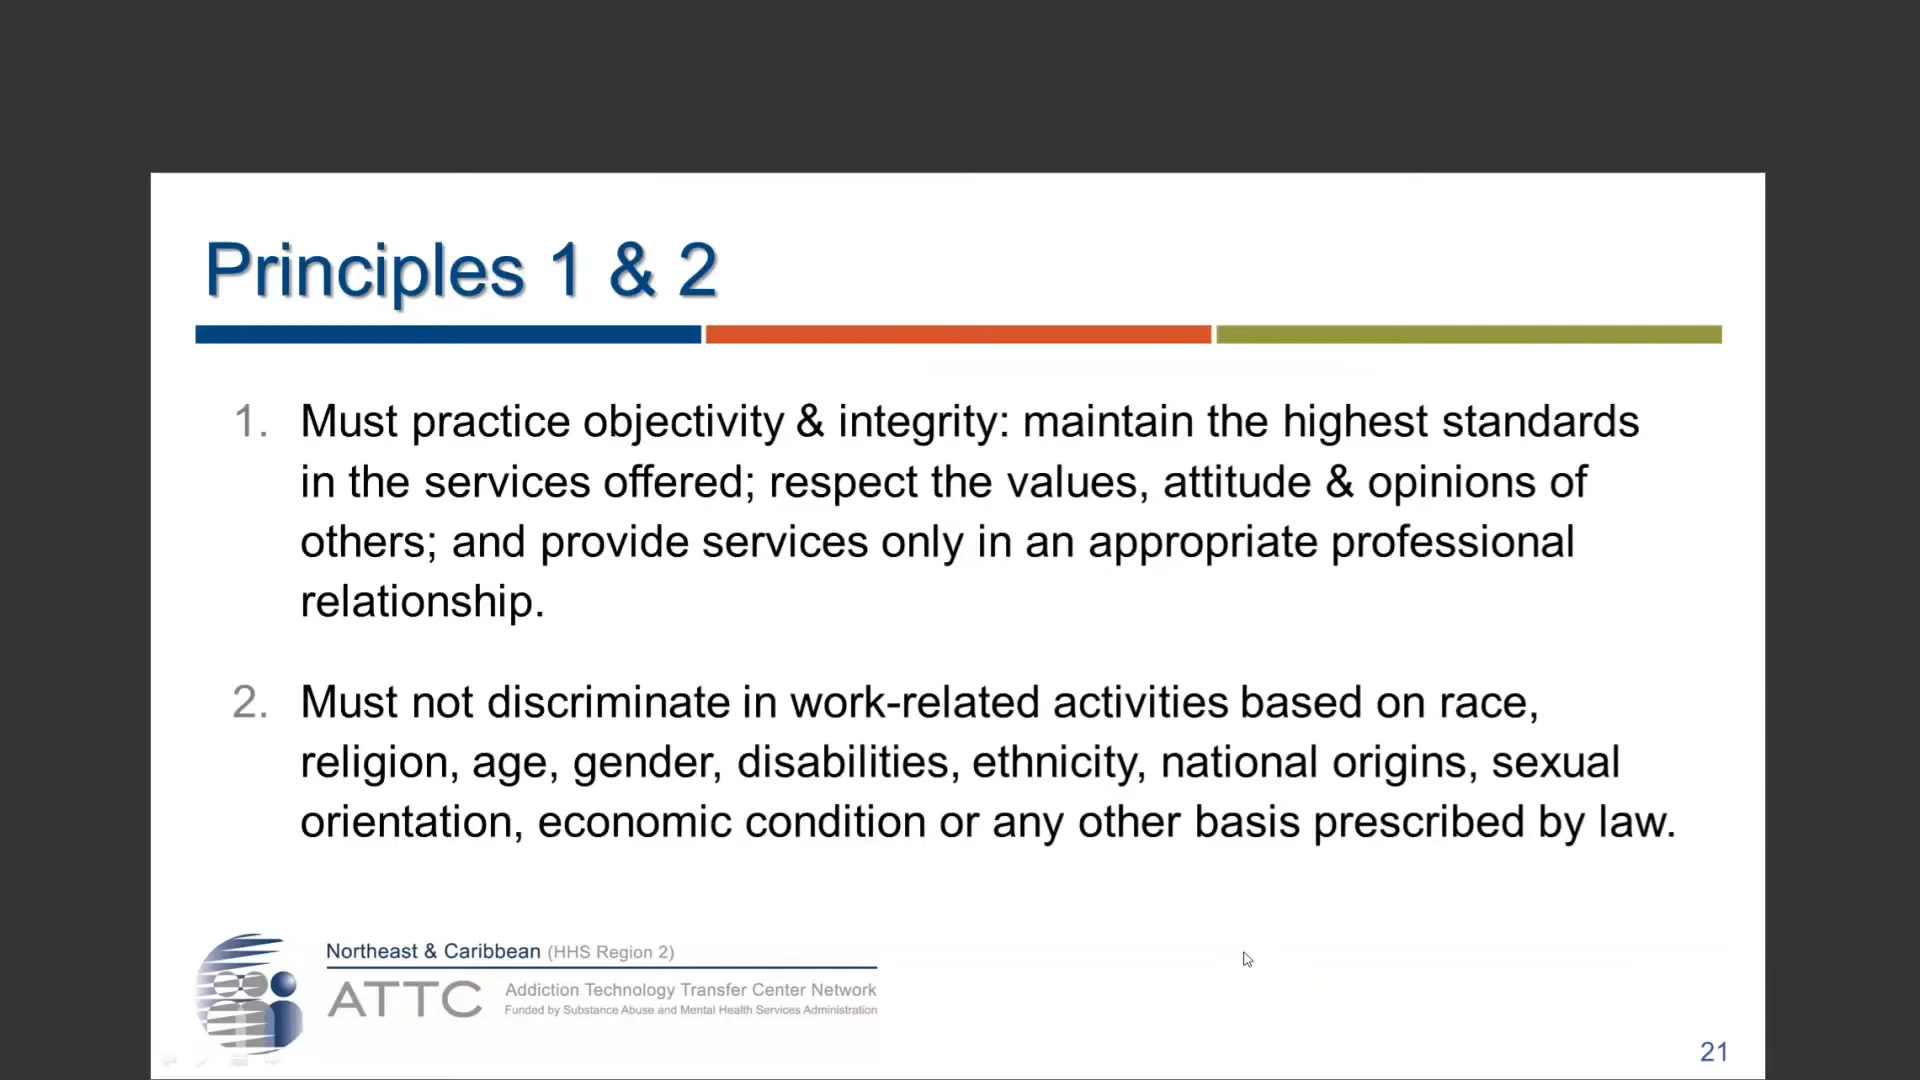 Principles 1 & 2
1. Must practice objectivity & integrity: maintain the highest standards
in the services offered; respect the values, attitude & opinions of
others; and provide services only in an appropriate professional
relationship.
2. Must not discriminate in work-related activities based on race,
religion, age, gender, disabilities, ethnicity, national origins, sexual
orientation, economic condition or any other basis prescribed by law.
Northeast & Caribbean (HHS Region 2)
ATTC Addiction Technology Transfer Center Network
Funded by Substance Abuse and Mental Health Services Administration
21